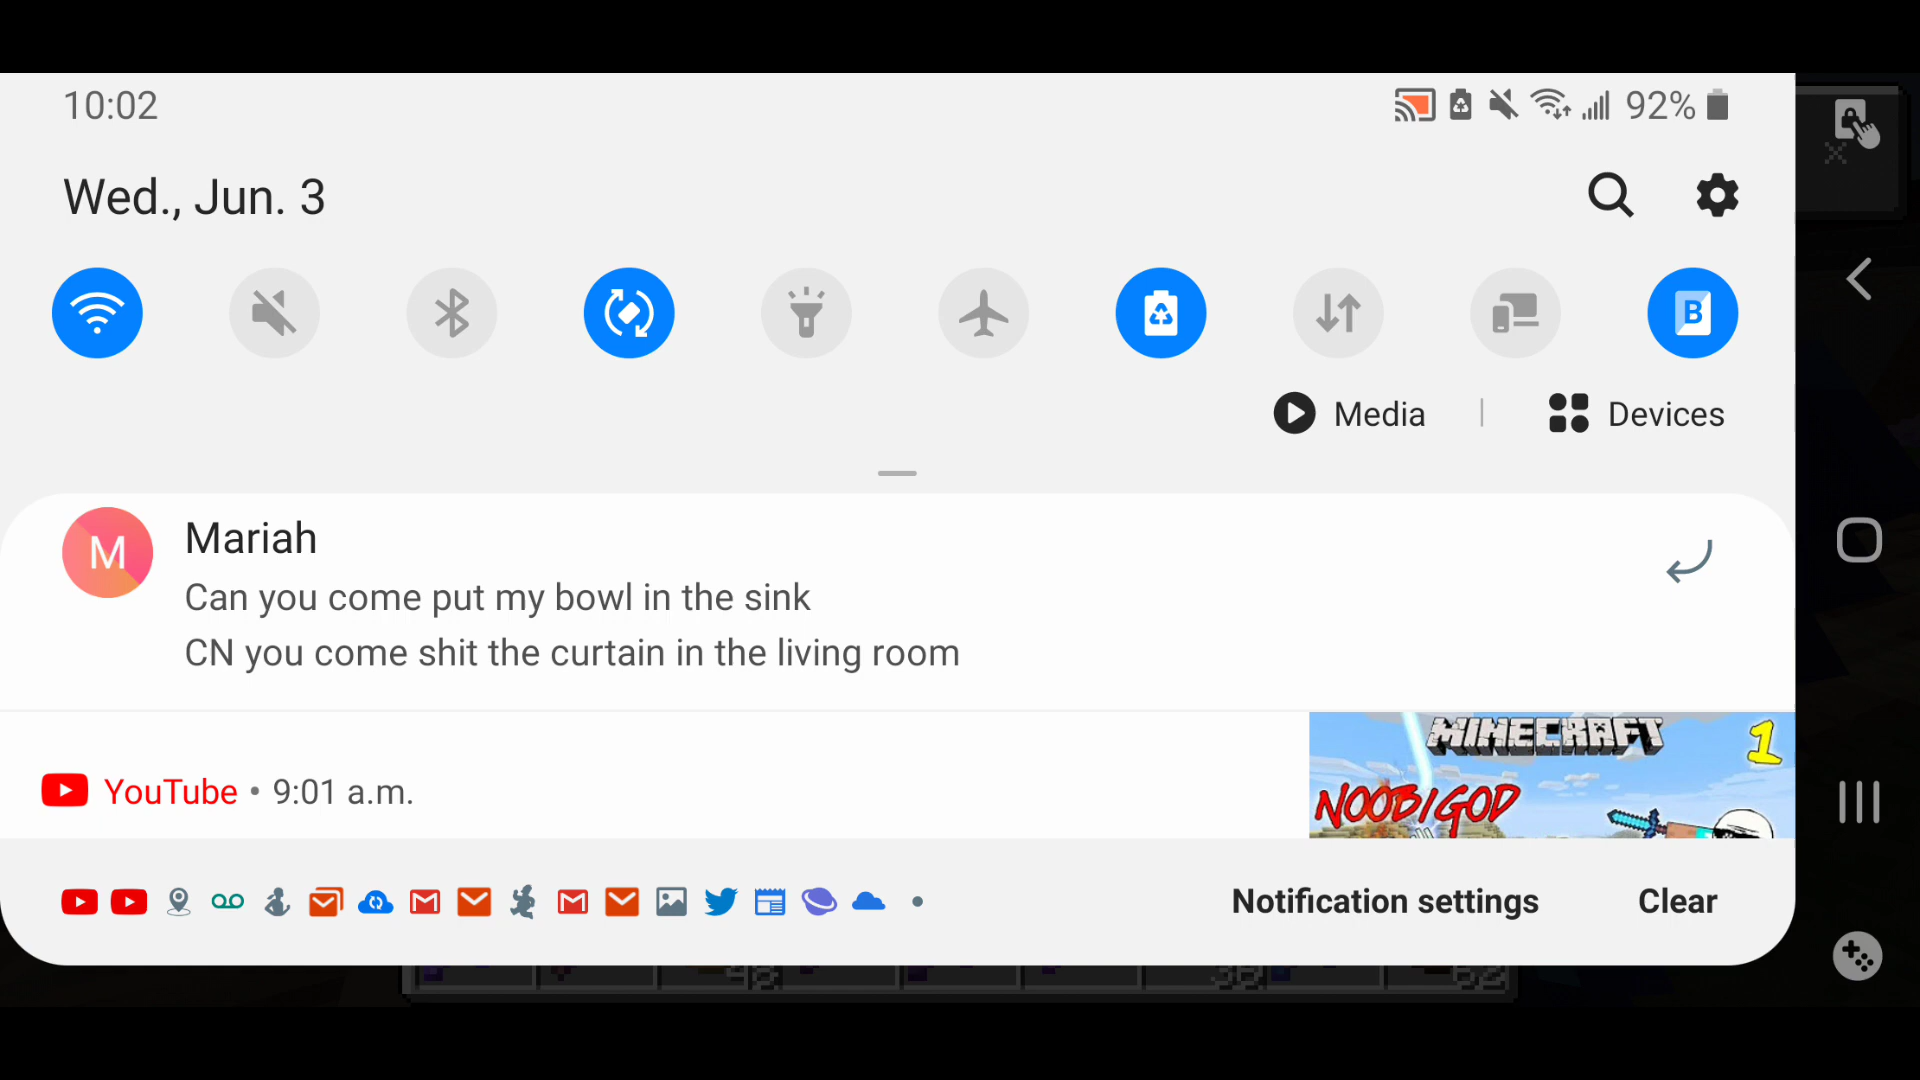 10:02
92%
Wed., Jun. 3
B
Media
Devices
M
Mariah
Can you come put my bowl in the sink
CN you come shit the curtain in the living room
YouTube • 9:01 a.m.
MINECRAFT
1
NOOB/GOD
Notification settings
Clear